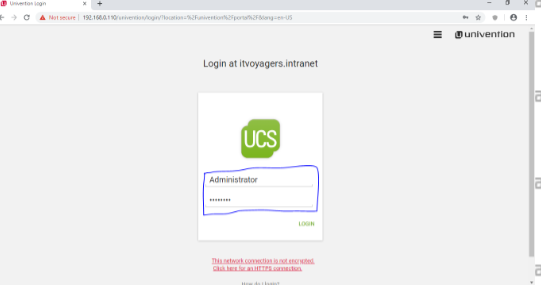 Univention Login
Not secure | 192.168.0.110/univention/login/?location=%2Funivention%2Fportal%2F&lang=en-US
univention
Login at itvoyagers.intranet
UCS
Administrator
••••••••
LOGIN
This network connection is not encrypted.
Click here for an HTTPS connection.
How do I login?